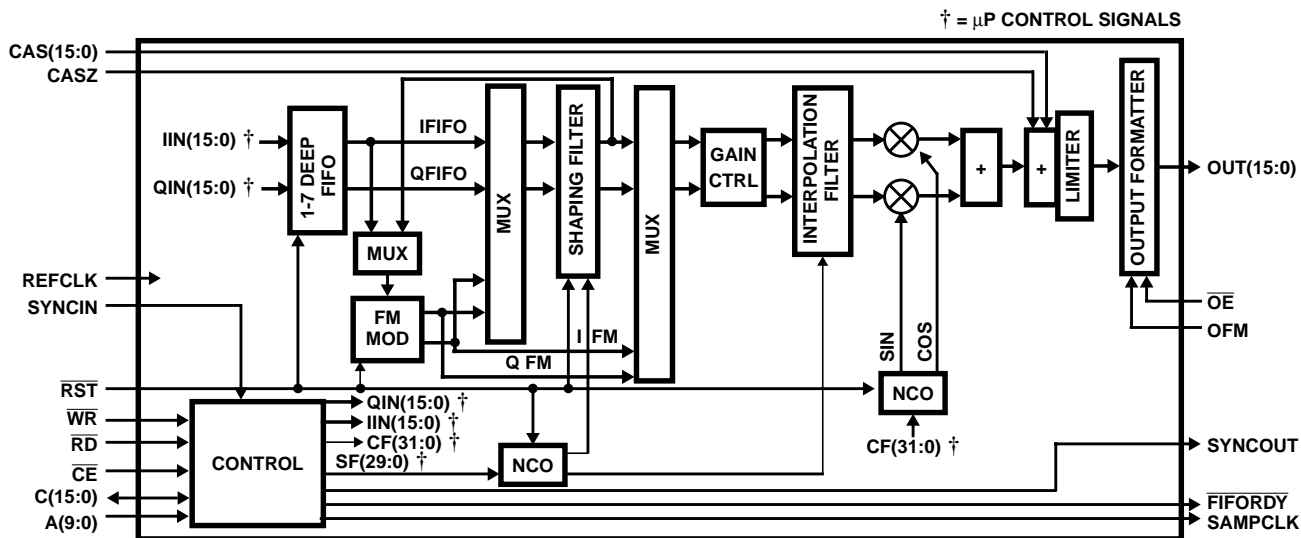 † = μP CONTROL SIGNALS
CAS(15:0)
CASZ
IIN(15:0) †
QIN(15:0) †
1-7 DEEP
FIFO
IFIFO
QFIFO
MUX
FM
MOD
MUX
SHAPING FILTER
I FM
Q FM
MUX
GAIN
CTRL
INTERPOLATION
FILTER
SIN
COS
+
+
LIMITER
OUTPUT FORMATTER
OUT(15:0)
REFCLK
SYNCIN
OE
OFM
RST
WR
RD
CE
C(15:0)
A(9:0)
CONTROL
QIN(15:0) †
IIN(15:0) †
CF(31:0) †
SF(29:0) †
NCO
NCO
CF(31:0) †
SYNCOUT
FIFORDY
SAMPCLK